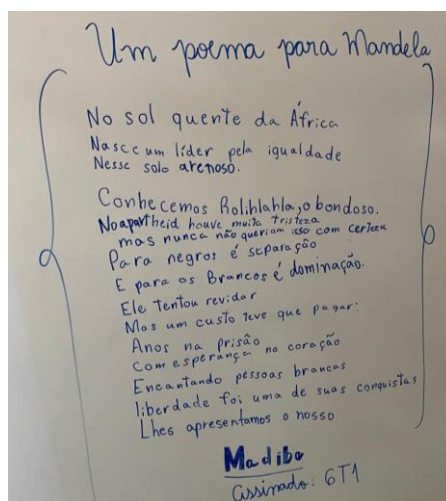 Um poema para Mandela
No sol quente da África
Nasce um líder pela igualdade
Nesse solo arenoso.
Conhecemos Rolihlahla, o bondoso.
No apartheid houve muita tristeza
mas nunca não queriam isso com certeza
Para negros é separação
E para os Brancos é dominação.
Ele tentou revidar
Mas um custo teve que pagar:
Anos na prisão
Com esperança no coração
Encantando pessoas brancas
liberdade foi uma de suas conquistas
Lhes apresentamos o nosso
Madiba
Assinado: 6T1